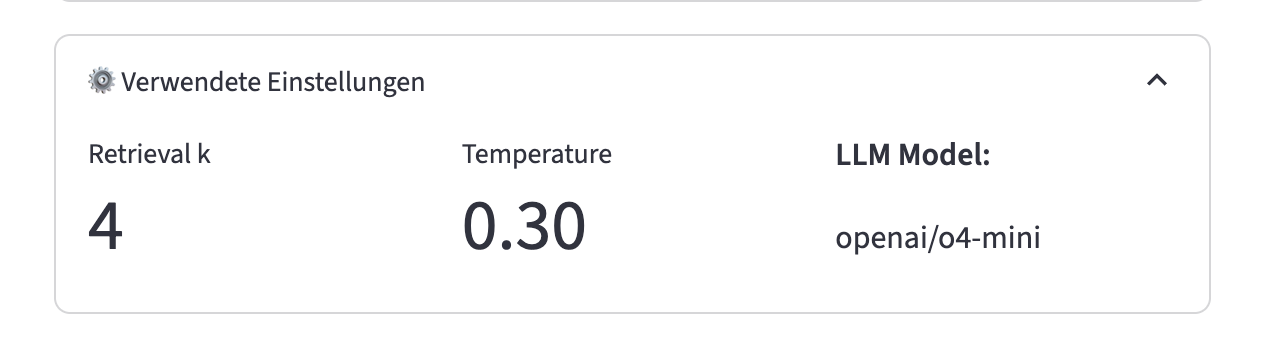 Verwendete Einstellungen
Retrieval k
Temperature
LLM Model:
4
0.30
openai/o4-mini